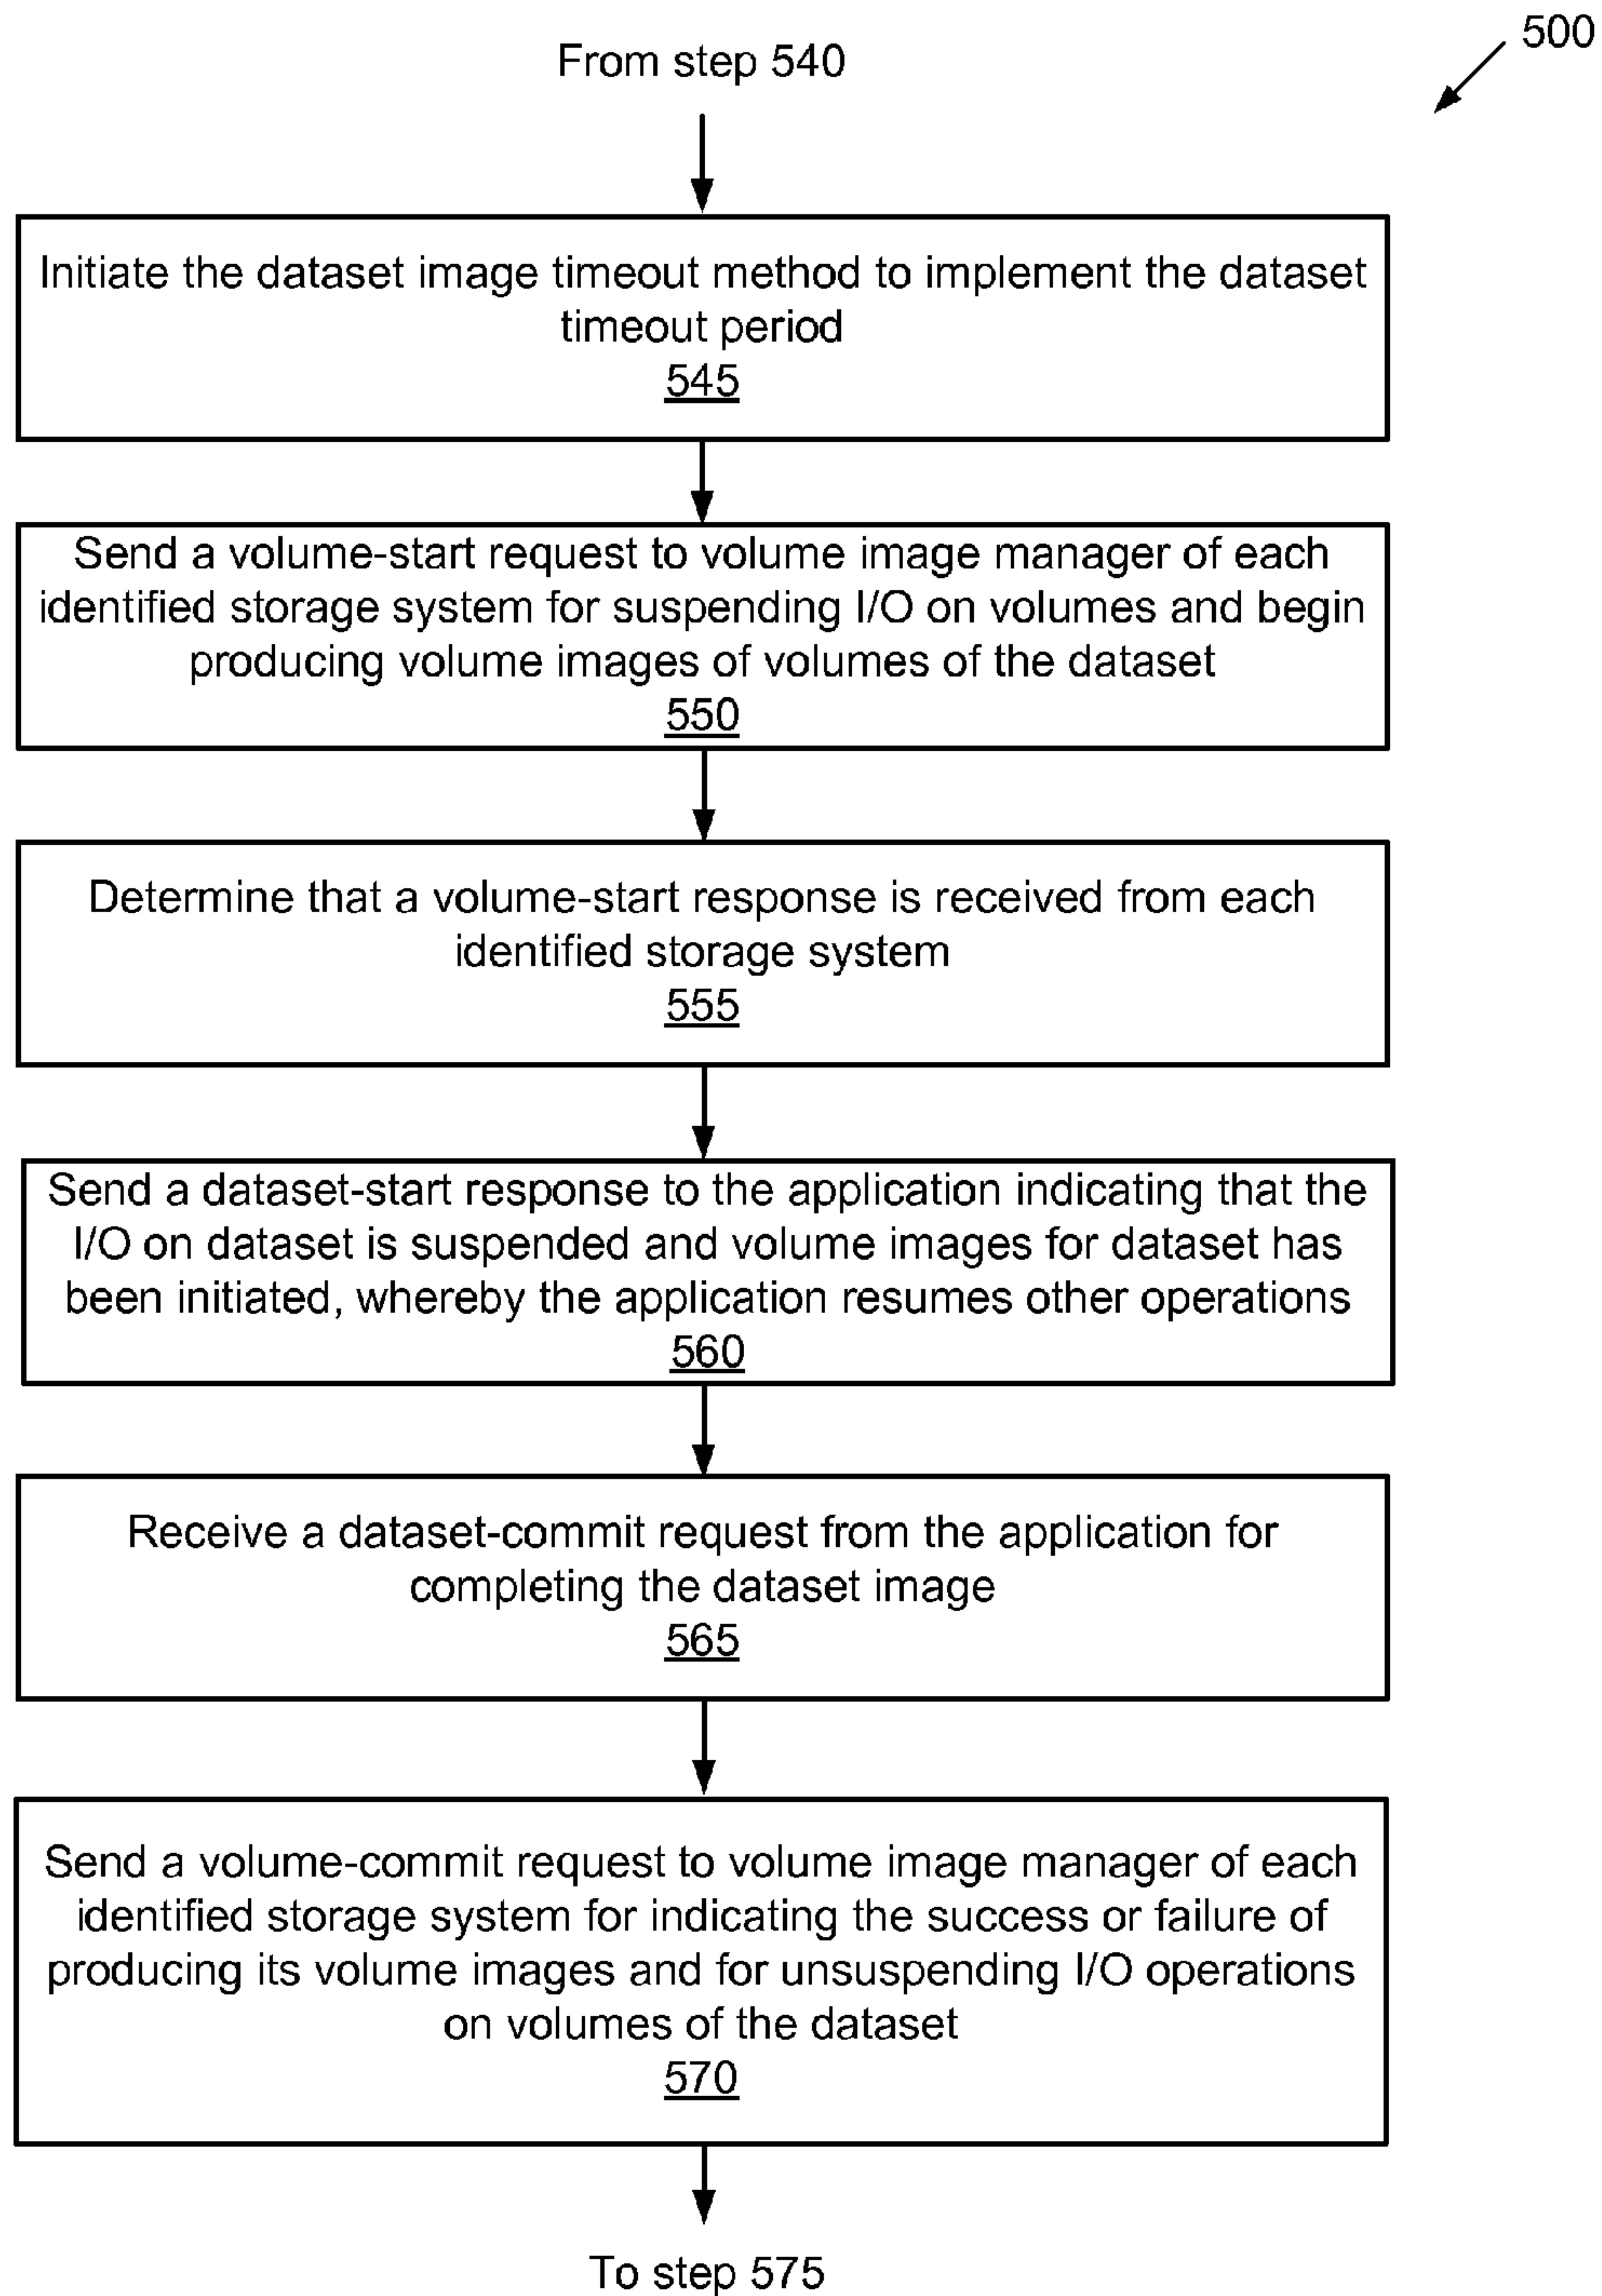 500
From step 540
Initiate the dataset image timeout method to implement the dataset
timeout period
545
Send a volume-start request to volume image manager of each
identified storage system for suspending I/O on volumes and begin
producing volume images of volumes of the dataset
550
Determine that a volume-start response is received from each
identified storage system
555
Send a dataset-start response to the application indicating that the
I/O on dataset is suspended and volume images for dataset has
been initiated, whereby the application resumes other operations
560
Receive a dataset-commit request from the application for
completing the dataset image
565
Send a volume-commit request to volume image manager of each
identified storage system for indicating the success or failure of
producing its volume images and for unsuspending I/O operations
on volumes of the dataset
570
To step 575